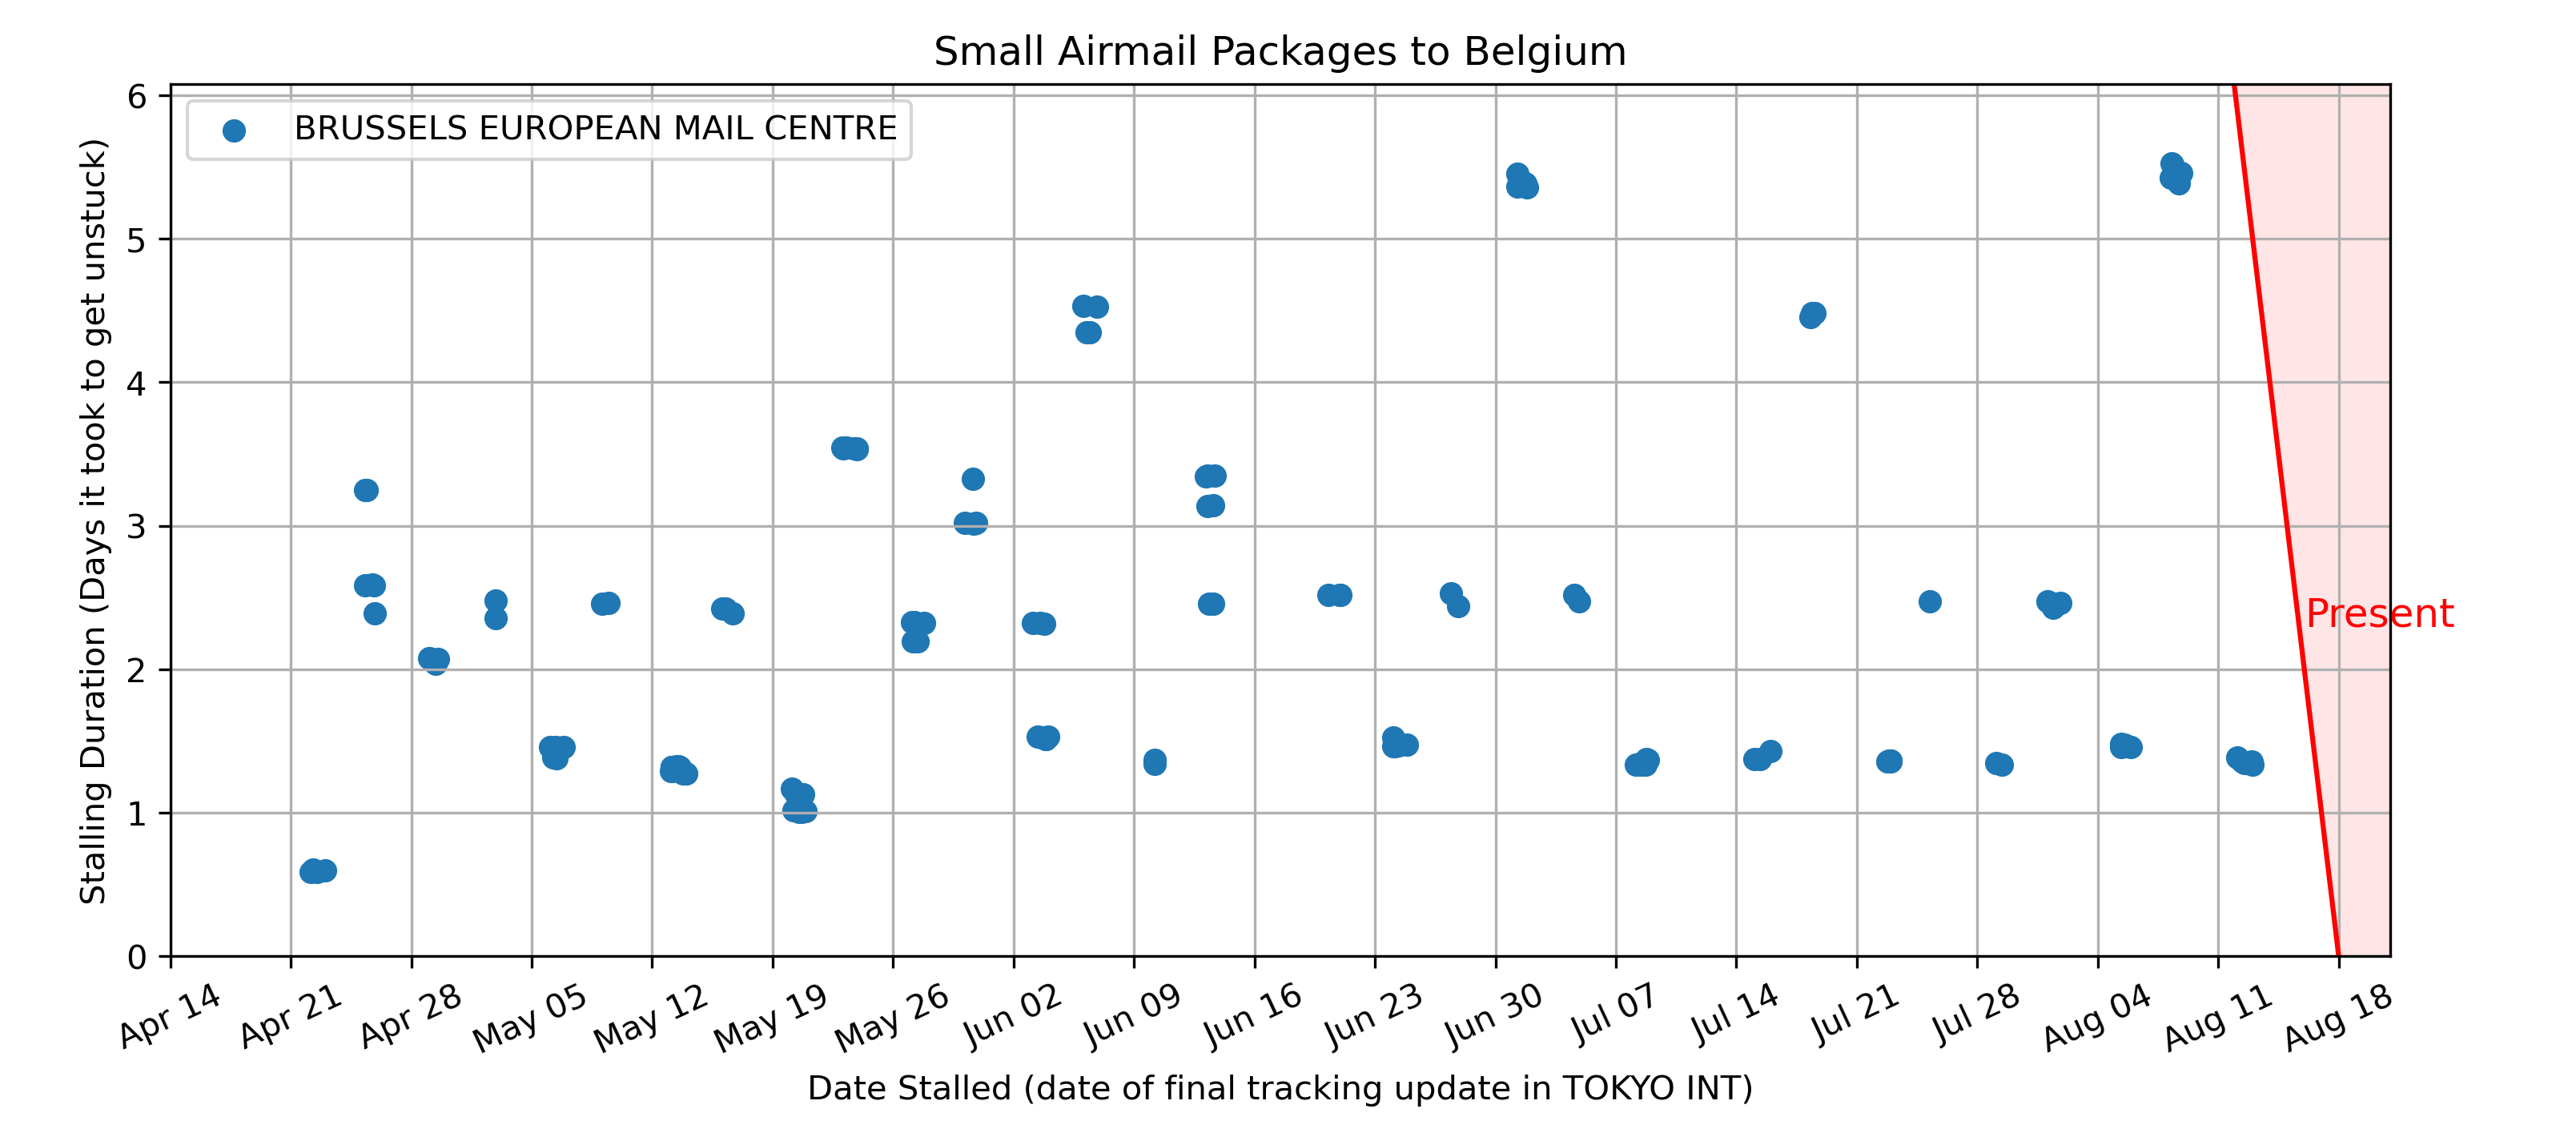 Small Airmail Packages to Belgium
BRUSSELS EUROPEAN MAIL CENTRE
Stalling Duration (Days it took to get unstuck)
6
5
4
3
2
1
0
Present
Apr 14
Apr 21
Apr 28
May 05
May 12
May 19
May 26
Jun 02
Jun 09
Jun 16
Jun 23
Jun 30
Jul 07
Jul 14
Jul 21
Jul 28
Aug 04
Aug 11
Aug 18
Date Stalled (date of final tracking update in TOKYO INT)